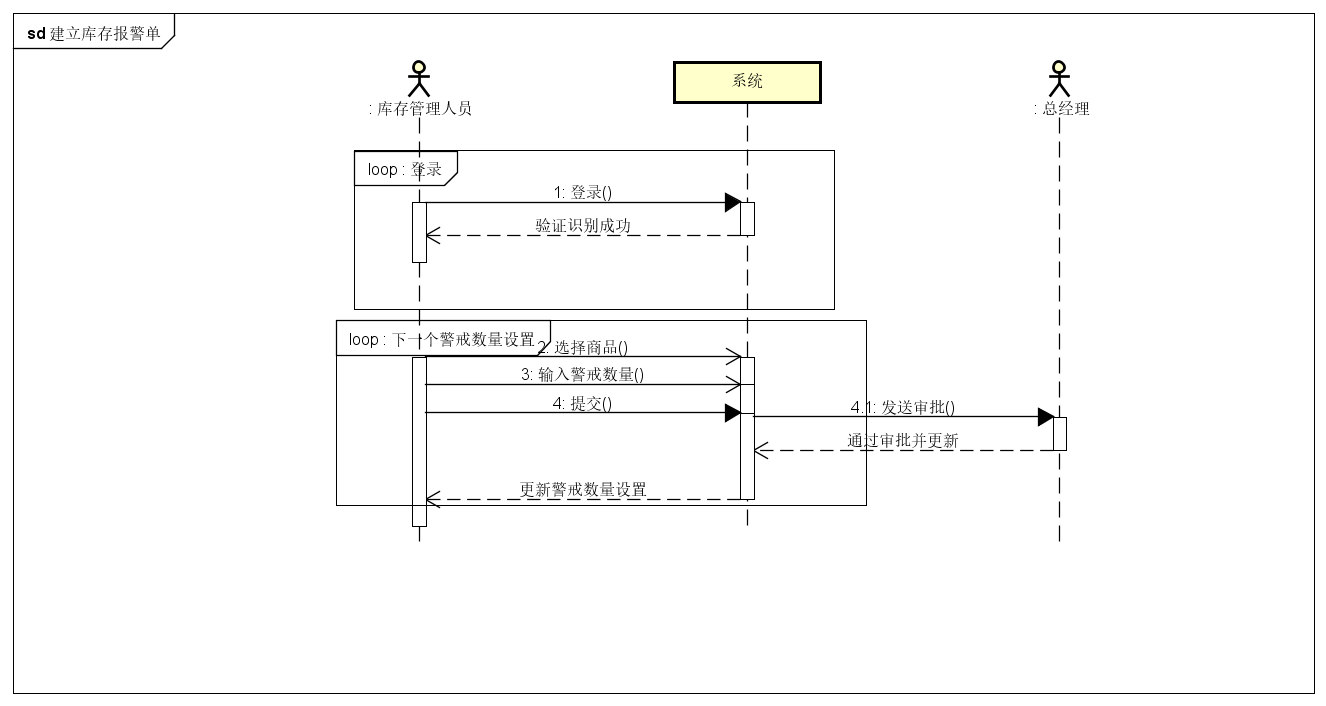 sd 建立库存报警单
: 库存管理人员
系统
: 总经理
loop : 登录
1: 登录()
验证识别成功
loop : 下一个警戒数量设置
2: 选择商品()
3: 输入警戒数量()
4: 提交()
4.1: 发送审批()
通过审批并更新
更新警戒数量设置